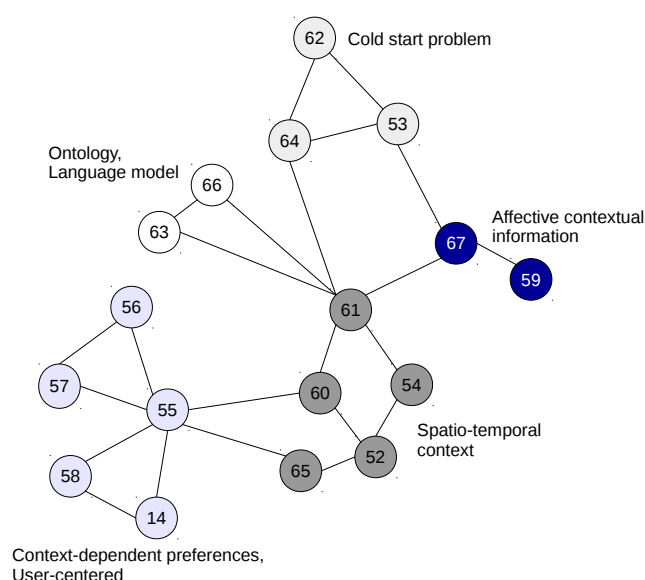 62
Cold start problem
53
64
Ontology,
Language model
66
63
Affective contextual
information
67
59
56
61
57
60
54
55
Spatio-temporal
context
52
65
58
14
Context-dependent preferences,
User-centered